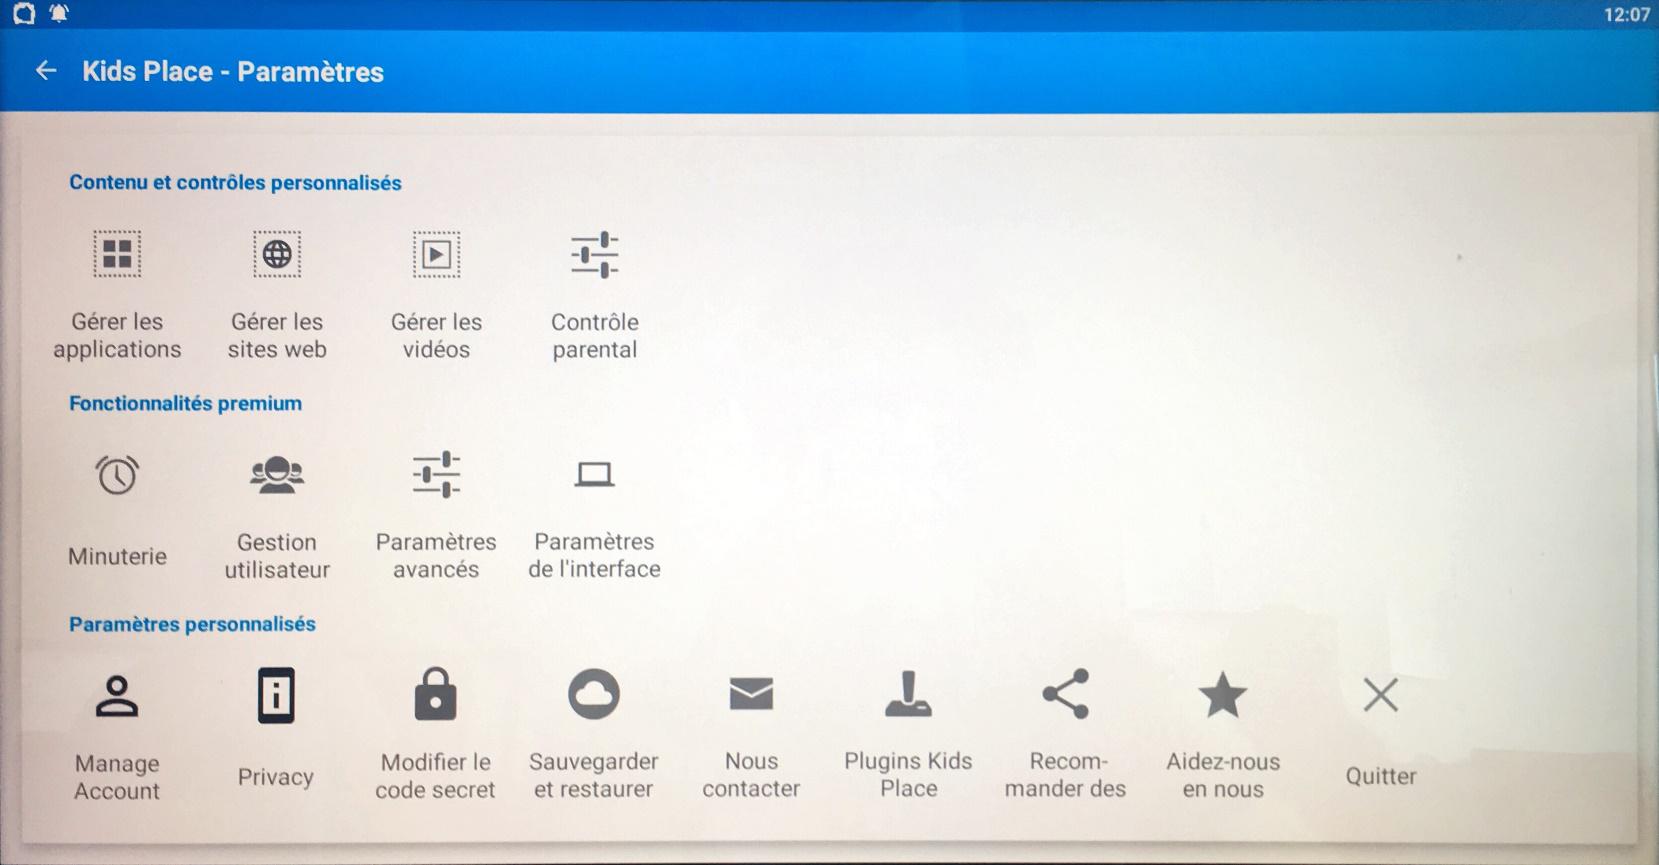 12:07
Kids Place - Paramètres
Contenu et contrôles personnalisés
Gérer les
applications
Gérer les
sites web
Gérer les
vidéos
Contrôle
parental
Fonctionnalités premium
Minuterie
Gestion
utilisateur
Paramètres
avancés
Paramètres
de l'interface
Paramètres personnalisés
Manage
Account
Privacy
Modifier le
code secret
Sauvegarder
et restaurer
Nous
contacter
Plugins Kids
Place
Recom-
mander des
Aidez-nous
en nous
Quitter